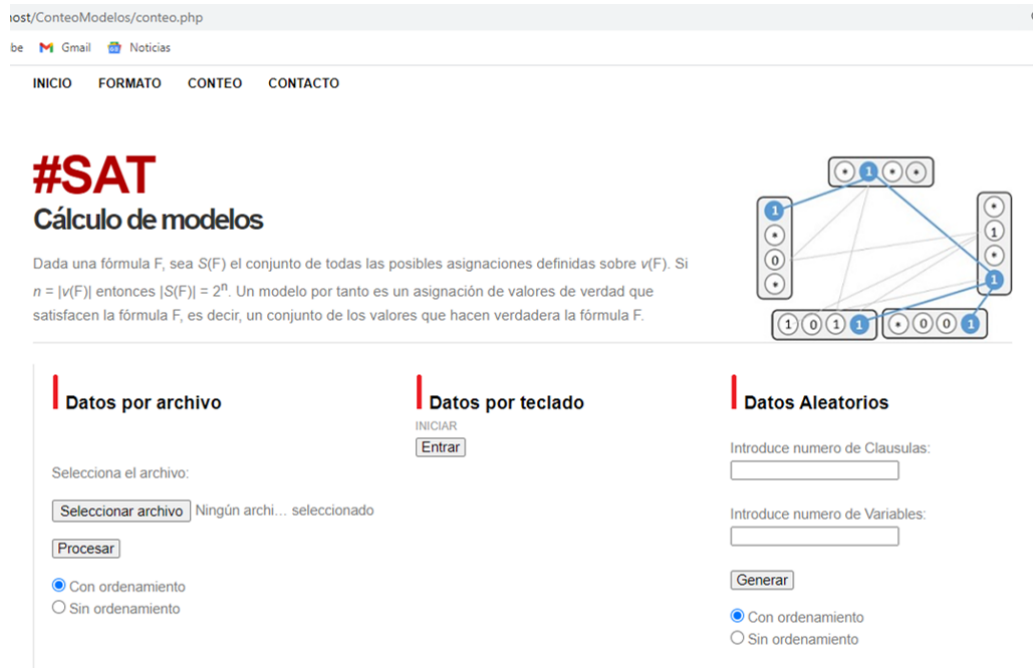 ost/ConteoModelos/conteo.php
be Gmail Noticias
INICIO FORMATO CONTEO CONTACTO
#SAT
Cálculo de modelos
Dada una fórmula F, sea S(F) el conjunto de todas las posibles asignaciones definidas sobre v(F). Si
n = |v(F)| entonces |S(F)| = 2ⁿ. Un modelo por tanto es un asignación de valores de verdad que
satisfacen la fórmula F, es decir, un conjunto de los valores que hacen verdadera la fórmula F.
* 1 * *
1
*
0
*
*
1
*
1
1 0 1 1
* 0 0 1
Datos por archivo
Selecciona el archivo:
Seleccionar archivo Ningún archi... seleccionado
Procesar
Con ordenamiento
Sin ordenamiento
Datos por teclado
INICIAR
Entrar
Datos Aleatorios
Introduce numero de Clausulas:
Introduce numero de Variables:
Generar
Con ordenamiento
Sin ordenamiento